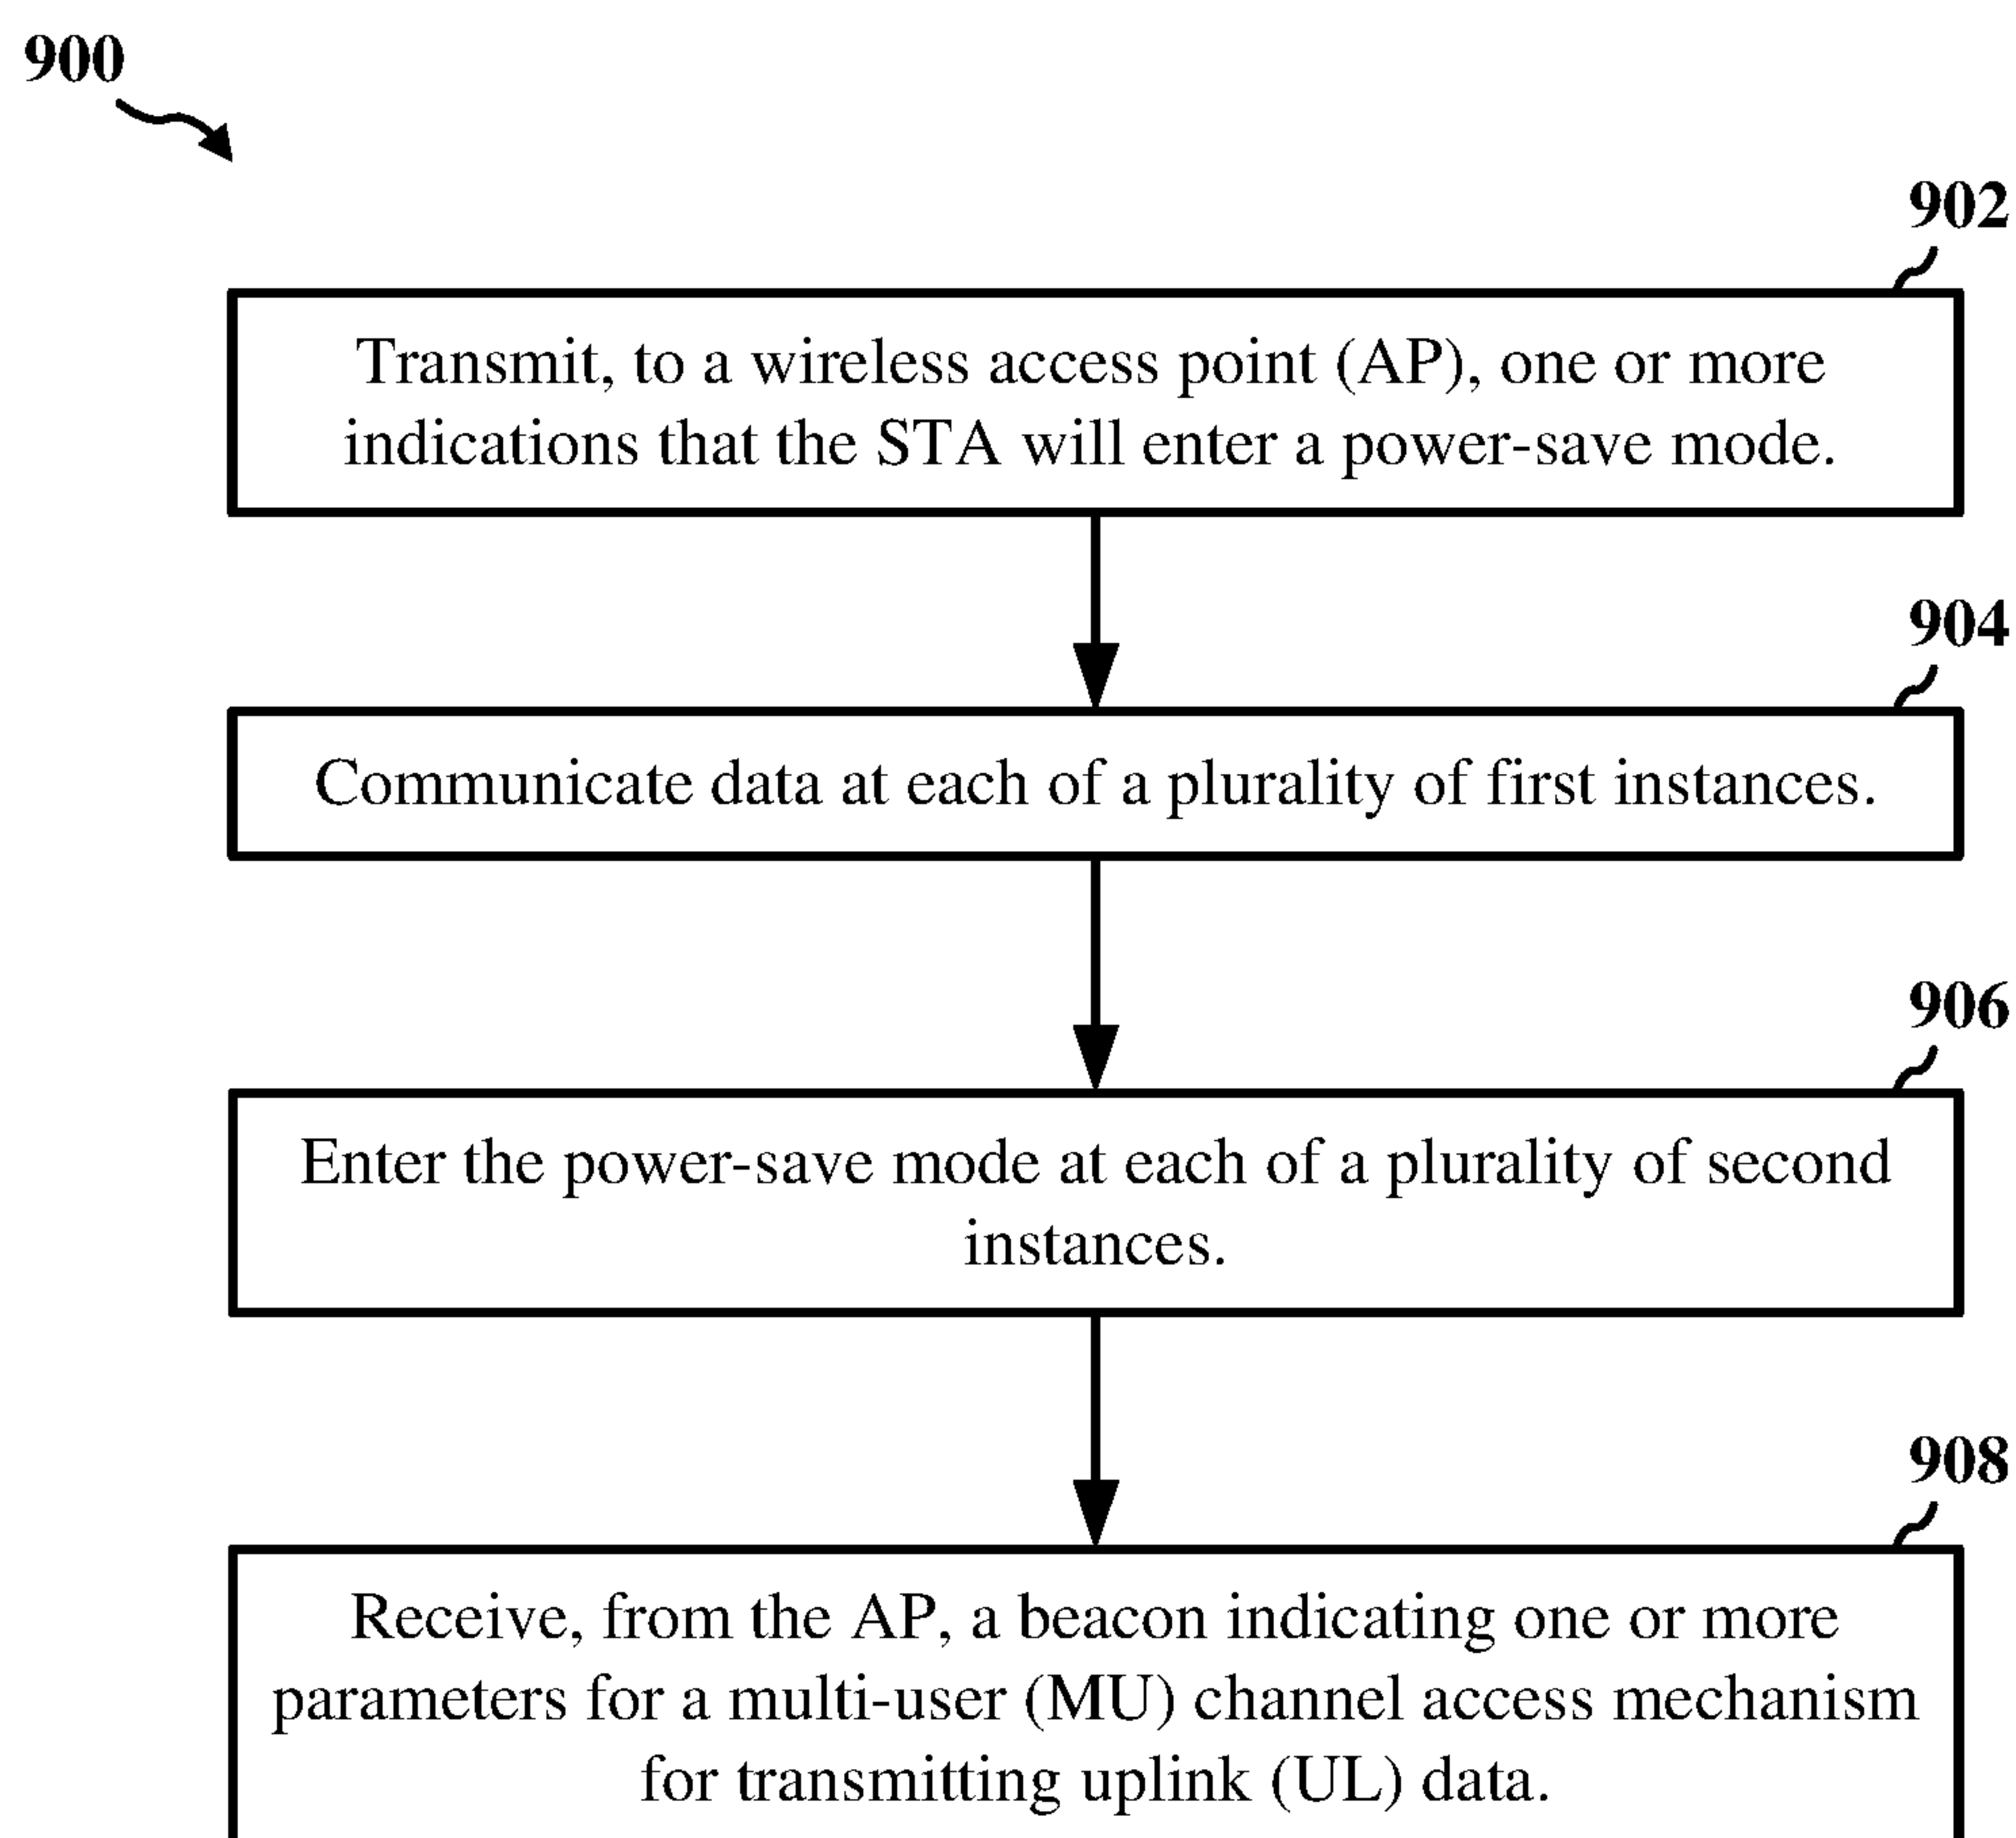 900
902
Transmit, to a wireless access point (AP), one or more
indications that the STA will enter a power-save mode.
904
Communicate data at each of a plurality of first instances.
906
Enter the power-save mode at each of a plurality of second
instances.
908
Receive, from the AP, a beacon indicating one or more
parameters for a multi-user (MU) channel access mechanism
for transmitting uplink (UL) data.